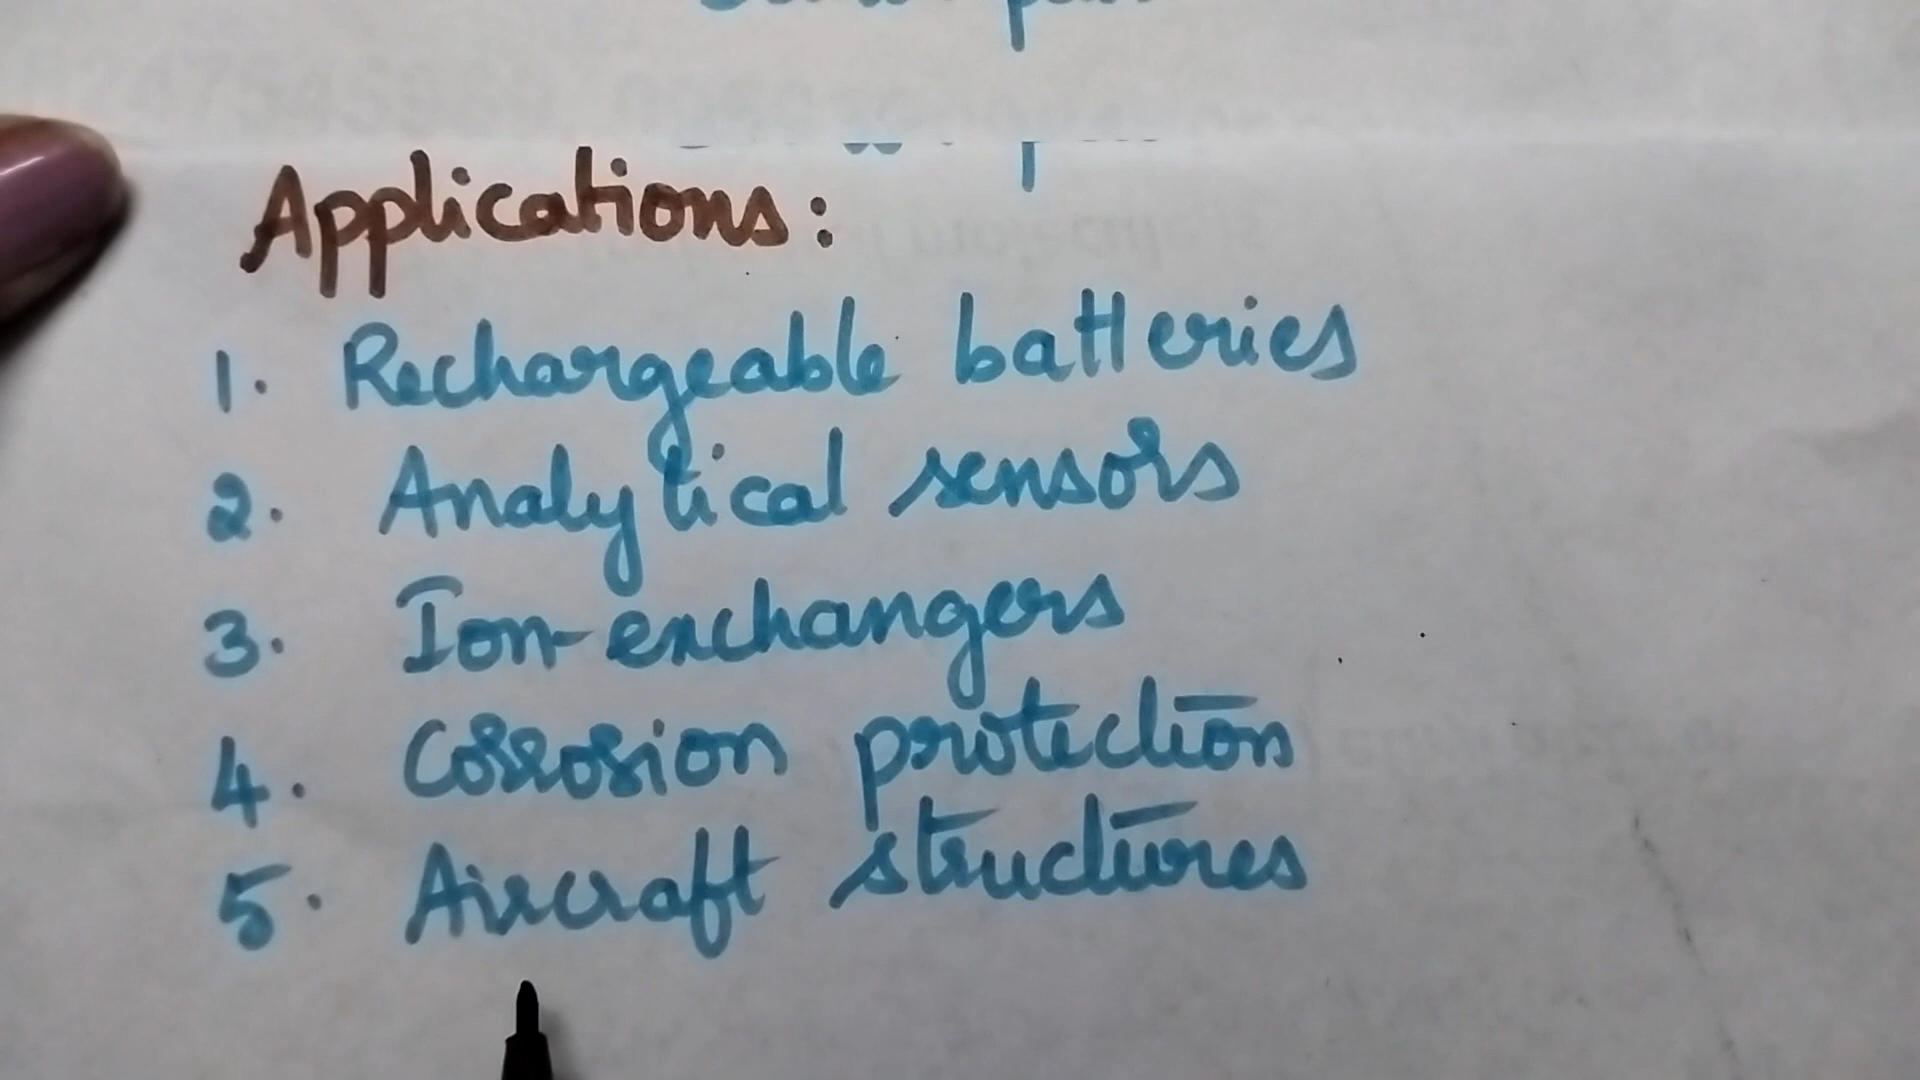 Applications:
1. Rechargeable batteries
2. Analytical sensors
3. Ion-exchangers
4. Corrosion protection
5. Aircraft structures